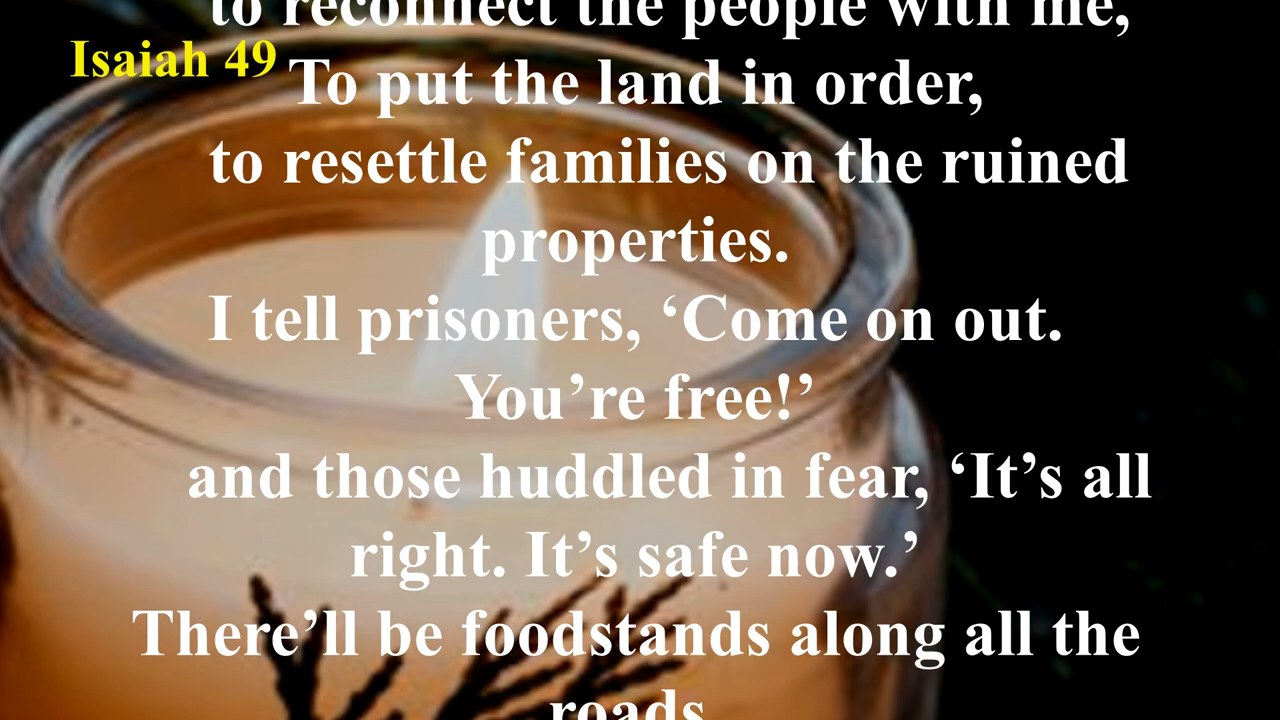 to reconnect the people with me,
Isaiah 49
To put the land in order,
to resettle families on the ruined
properties.
I tell prisoners, ‘Come on out.
You’re free!’
and those huddled in fear, ‘It’s all
right. It’s safe now.’
There’ll be foodstands along all the
roads